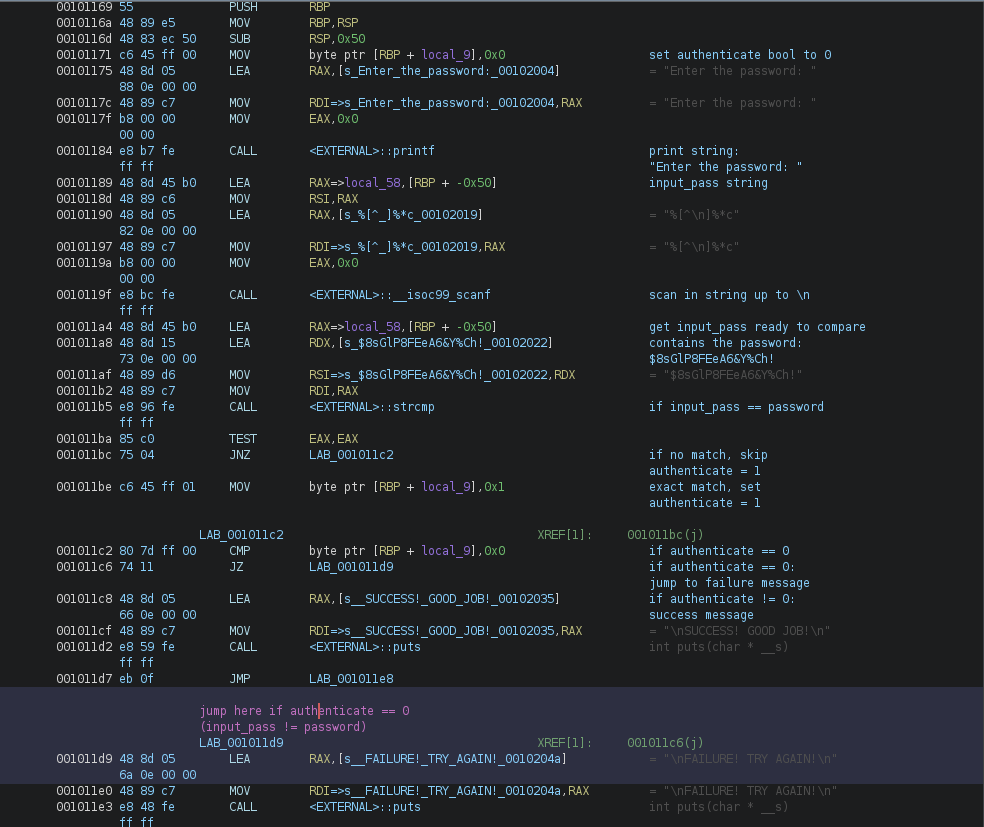 00101169 55 PUSH RBP
0010116a 48 89 e5 MOV RBP,RSP
0010116d 48 83 ec 50 SUB RSP,0x50
00101171 c6 45 ff 00 MOV byte ptr [RBP + local_9],0x0 set authenticate bool to 0
00101175 48 8d 05 LEA RAX,[s_Enter_the_password:_00102004] = "Enter the password: "
88 0e 00 00
0010117c 48 89 c7 MOV RDI=>s_Enter_the_password:_00102004,RAX = "Enter the password: "
0010117f b8 00 00 MOV EAX,0x0
00 00
00101184 e8 b7 fe CALL <EXTERNAL>::printf print string:
ff ff "Enter the password: "
00101189 48 8d 45 b0 LEA RAX=>local_58,[RBP + -0x50] input_pass string
0010118d 48 89 c6 MOV RSI,RAX
00101190 48 8d 05 LEA RAX,[s_%[^_]%*c_00102019] = "%[^\n]%*c"
82 0e 00 00
00101197 48 89 c7 MOV RDI=>s_%[^_]%*c_00102019,RAX = "%[^\n]%*c"
0010119a b8 00 00 MOV EAX,0x0
00 00
0010119f e8 bc fe CALL <EXTERNAL>::__isoc99_scanf scan in string up to \n
ff ff
001011a4 48 8d 45 b0 LEA RAX=>local_58,[RBP + -0x50] get input_pass ready to compare
001011a8 48 8d 15 LEA RDX,[s_$8sGlP8FEeA6&Y%Ch!_00102022] contains the password:
73 0e 00 00 $8sGlP8FEeA6&Y%Ch!
001011af 48 89 d6 MOV RSI=>s_$8sGlP8FEeA6&Y%Ch!_00102022,RDX = "$8sGlP8FEeA6&Y%Ch!"
001011b2 48 89 c7 MOV RDI,RAX
001011b5 e8 96 fe CALL <EXTERNAL>::strcmp if input_pass == password
ff ff
001011ba 85 c0 TEST EAX,EAX
001011bc 75 04 JNZ LAB_001011c2 if no match, skip
authenticate = 1
001011be c6 45 ff 01 MOV byte ptr [RBP + local_9],0x1 exact match, set
authenticate = 1
LAB_001011c2 XREF[1]: 001011bc(j)
001011c2 80 7d ff 00 CMP byte ptr [RBP + local_9],0x0 if authenticate == 0
001011c6 74 11 JZ LAB_001011d9 if authenticate == 0:
jump to failure message
001011c8 48 8d 05 LEA RAX,[s__SUCCESS!_GOOD_JOB!_00102035] if authenticate != 0:
66 0e 00 00 success message
001011cf 48 89 c7 MOV RDI=>s__SUCCESS!_GOOD_JOB!_00102035,RAX = "\nSUCCESS! GOOD JOB!\n"
001011d2 e8 59 fe CALL <EXTERNAL>::puts int puts(char * __s)
ff ff
001011d7 eb 0f JMP LAB_001011e8
jump here if authenticate == 0
(input_pass != password)
LAB_001011d9 XREF[1]: 001011c6(j)
001011d9 48 8d 05 LEA RAX,[s__FAILURE!_TRY_AGAIN!_0010204a] = "\nFAILURE! TRY AGAIN!\n"
6a 0e 00 00
001011e0 48 89 c7 MOV RDI=>s__FAILURE!_TRY_AGAIN!_0010204a,RAX = "\nFAILURE! TRY AGAIN!\n"
001011e3 e8 48 fe CALL <EXTERNAL>::puts int puts(char * __s)
ff ff